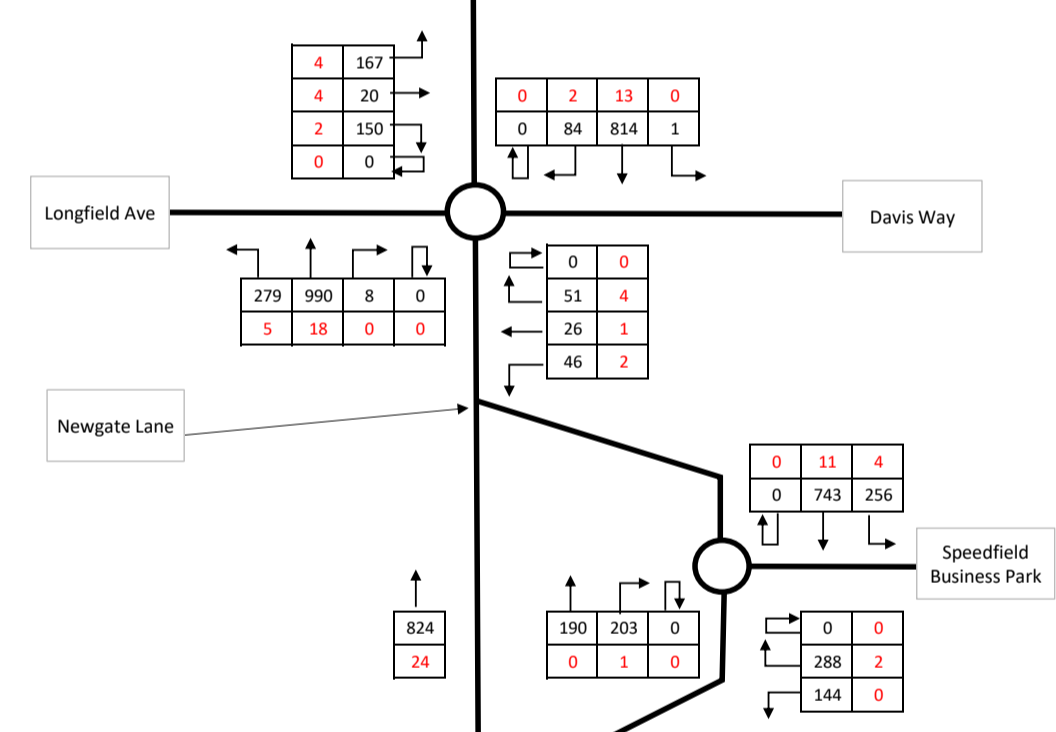 4 167
4 20
2 150
0 0
0 2 13 0
0 84 814 1
Longfield Ave
Davis Way
279 990 8 0
5 18 0 0
0 0
51 4
26 1
46 2
Newgate Lane
0 11 4
0 743 256
Speedfield
Business Park
824
24
190 203 0
0 1 0
0 0
288 2
144 0